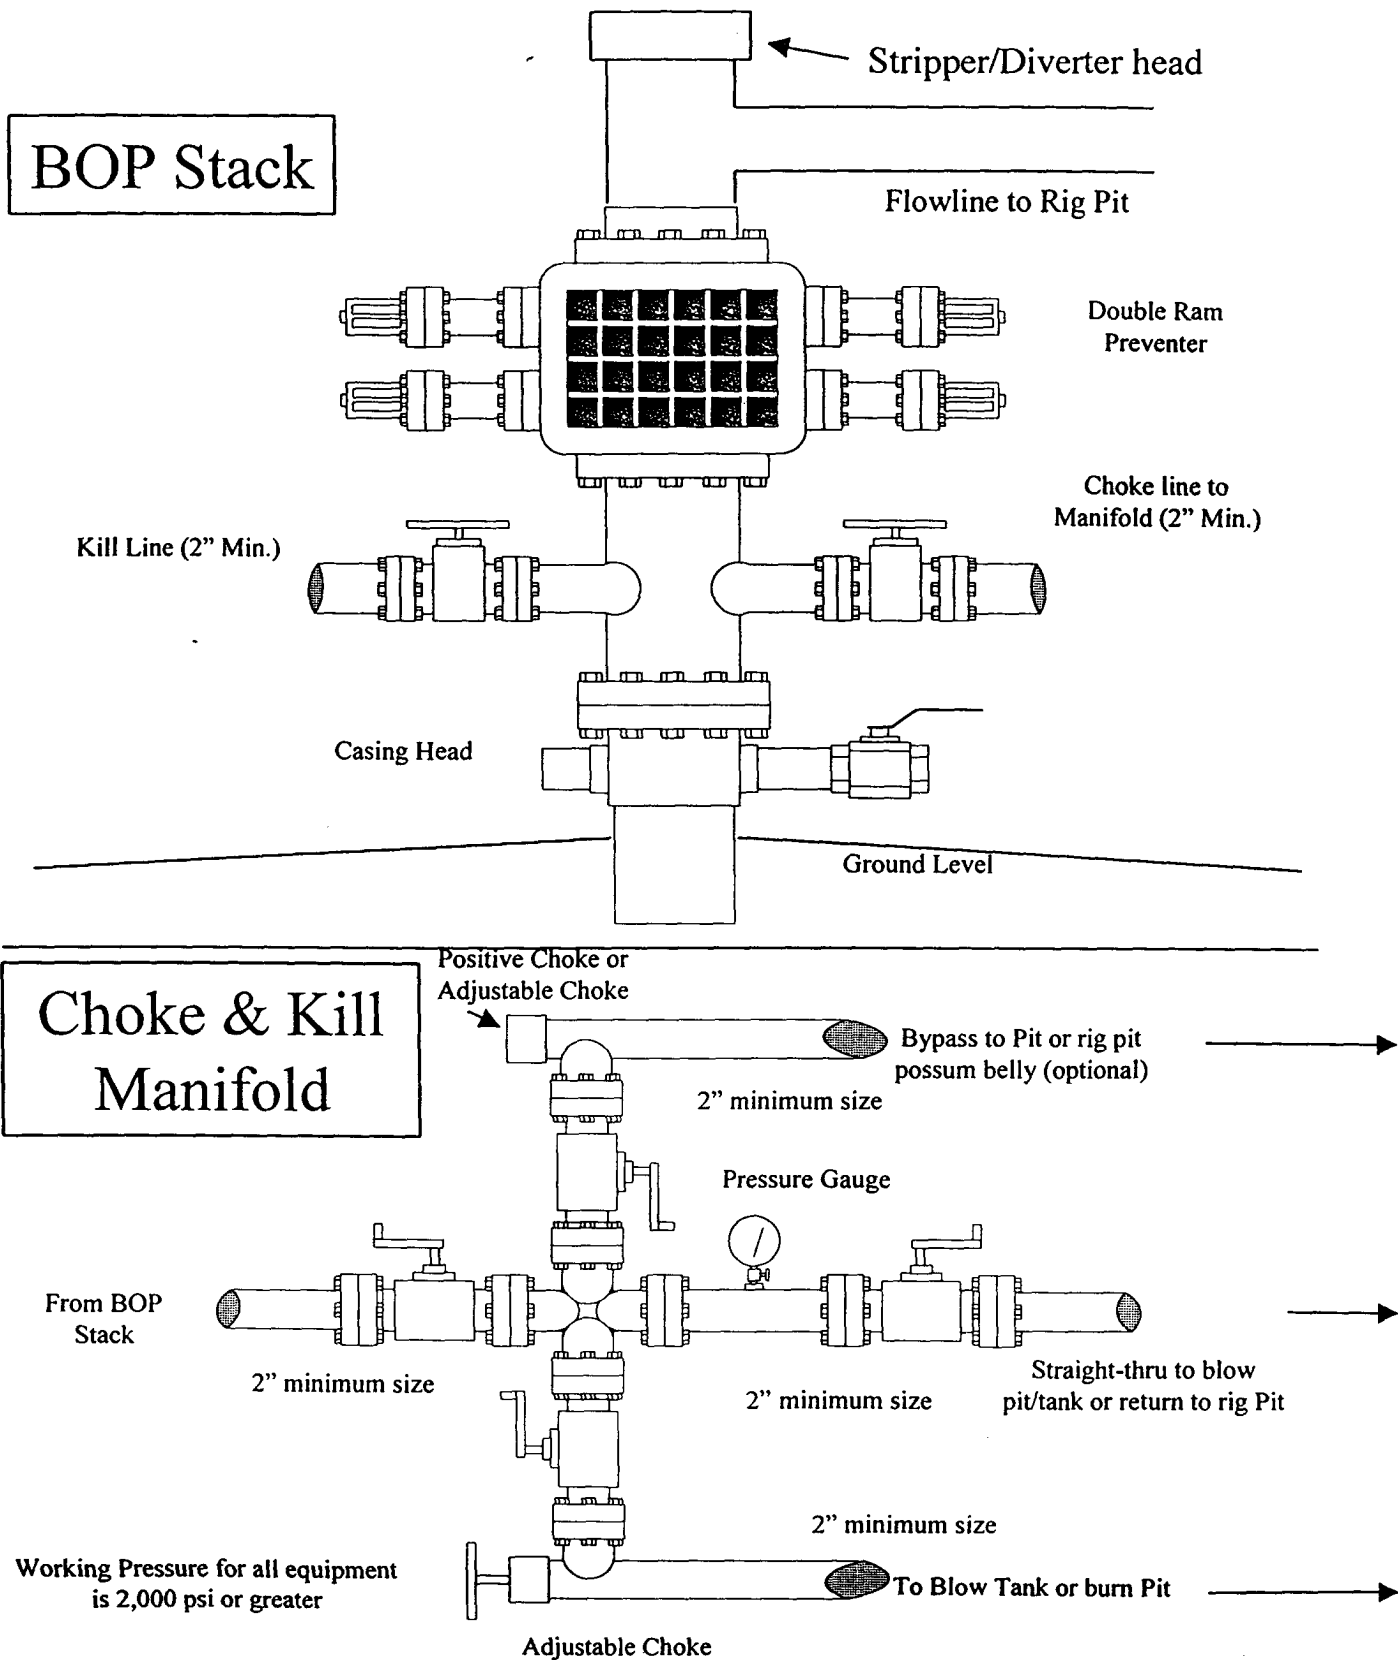 Stripper/Diverter head
BOP Stack
Flowline to Rig Pit
Double Ram
Preventer
Choke line to
Manifold (2” Min.)
Kill Line (2” Min.)
Casing Head
Ground Level
Positive Choke or
Adjustable Choke
Choke & Kill
Manifold
Bypass to Pit or rig pit
possum belly (optional)
2” minimum size
Pressure Gauge
From BOP
Stack
2” minimum size
2” minimum size
Straight-thru to blow
pit/tank or return to rig Pit
2” minimum size
Working Pressure for all equipment
is 2,000 psi or greater
To Blow Tank or burn Pit
Adjustable Choke